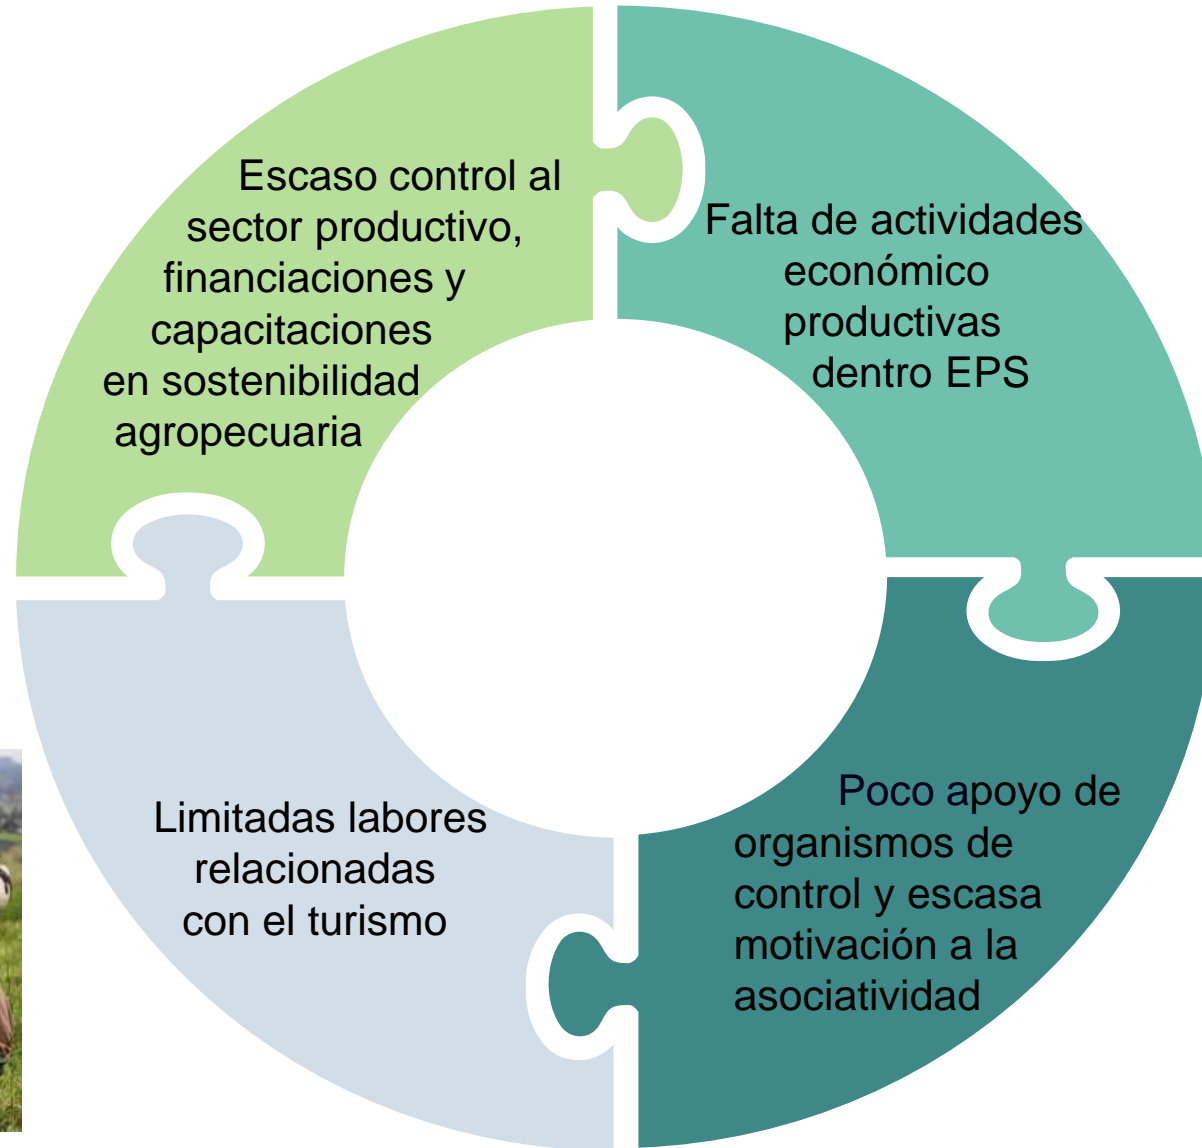 Escaso control al
sector productivo,
financiaciones y
capacitaciones
en sostenibilidad
agropecuaria
Falta de actividades
económico
productivas
dentro EPS
Limitadas labores
relacionadas
con el turismo
Poco apoyo de
organismos de
control y escasa
motivación a la
asociatividad